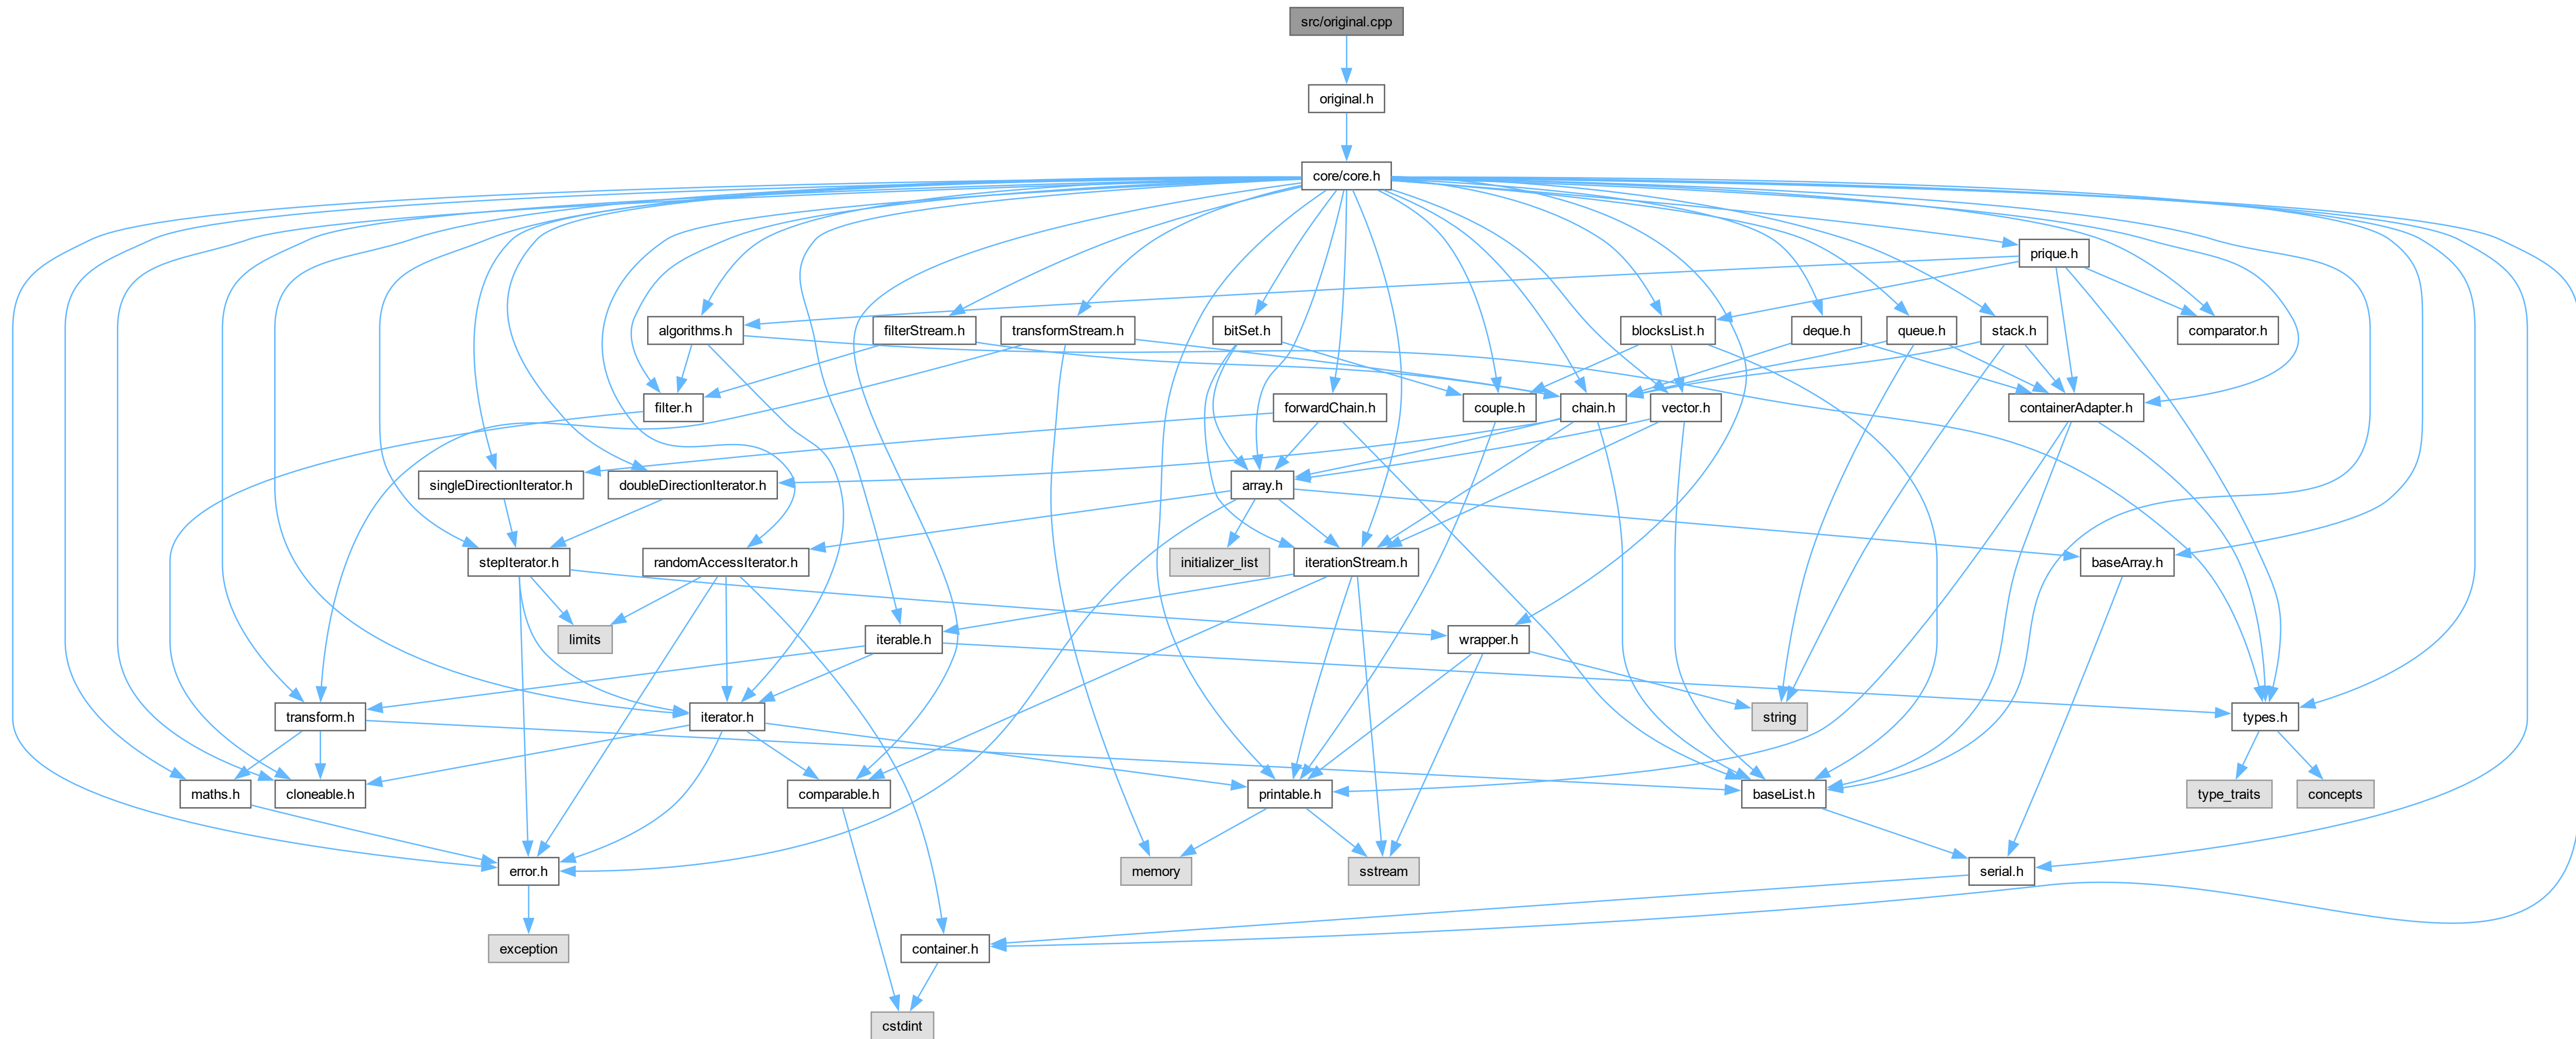 src/original.cpp
original.h
core/core.h
prique.h
algorithms.h
filterStream.h
transformStream.h
bitSet.h
blocksList.h
deque.h
queue.h
stack.h
comparator.h
filter.h
forwardChain.h
couple.h
chain.h
vector.h
containerAdapter.h
singleDirectionIterator.h
doubleDirectionIterator.h
array.h
stepIterator.h
randomAccessIterator.h
initializer_list
iterationStream.h
baseArray.h
limits
iterable.h
wrapper.h
transform.h
iterator.h
string
types.h
maths.h
cloneable.h
comparable.h
printable.h
baseList.h
type_traits
concepts
error.h
memory
sstream
serial.h
exception
container.h
cstdint